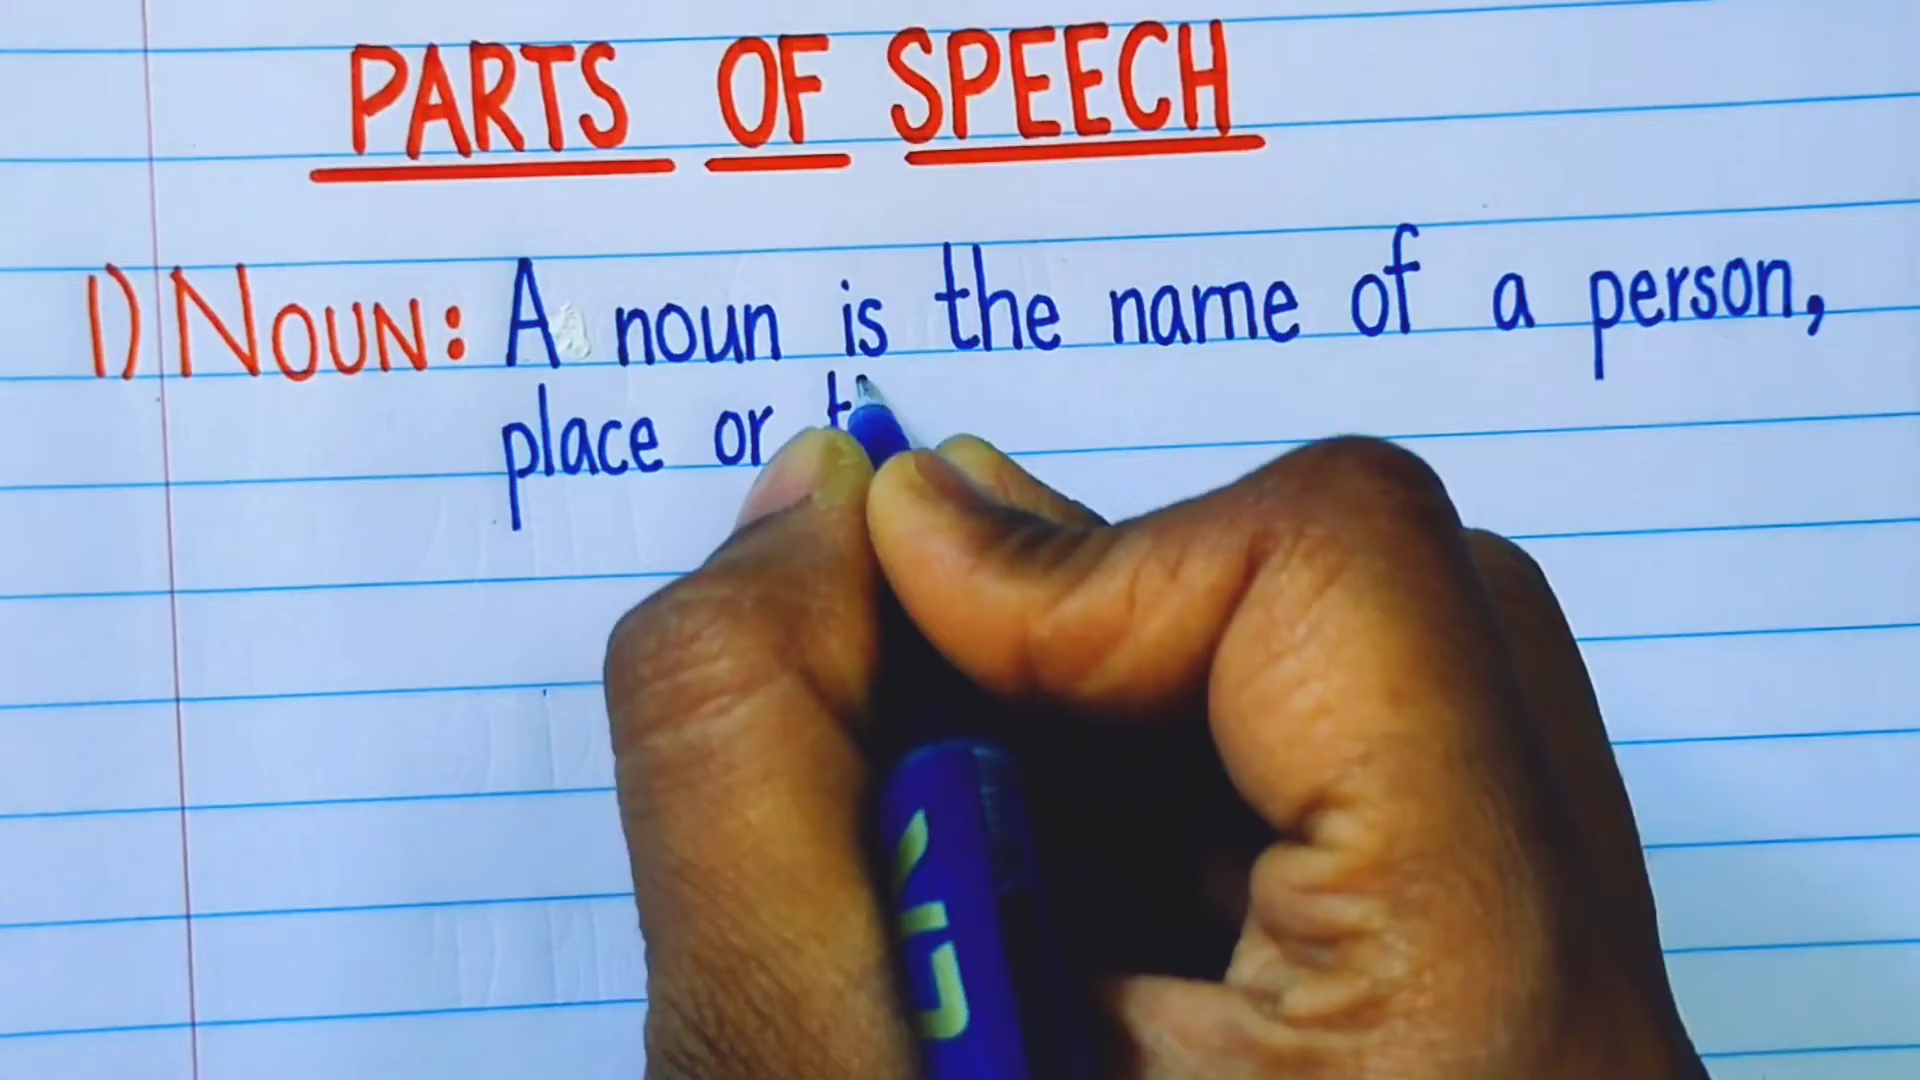 PARTS OF SPEECH
1) NOUN: A noun is the name of a person,
place or t